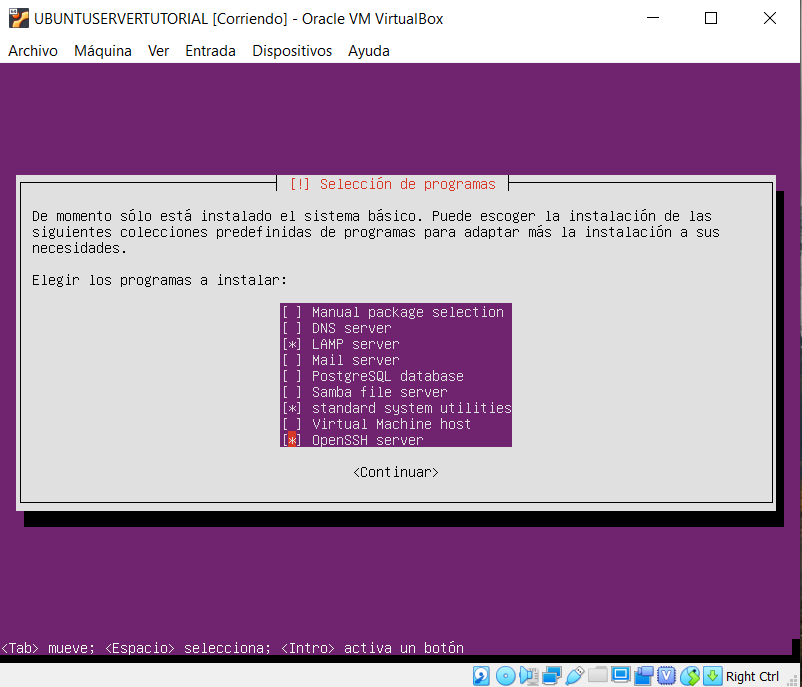 UBUNTUSERVERTUTORIAL [Corriendo] - Oracle VM VirtualBox
Archivo Máquina Ver Entrada Dispositivos Ayuda
[!] Selección de programas
De momento sólo está instalado el sistema básico. Puede escoger la instalación de las
siguientes colecciones predefinidas de programas para adaptar más la instalación a sus
necesidades.
Elegir los programas a instalar:
[ ] Manual package selection
[ ] DNS server
[*] LAMP server
[ ] Mail server
[ ] PostgreSQL database
[ ] Samba file server
[*] standard system utilities
[ ] Virtual Machine host
[*] OpenSSH server
<Continuar>
<Tab> mueve; <Espacio> selecciona; <Intro> activa un botón
Right Ctrl